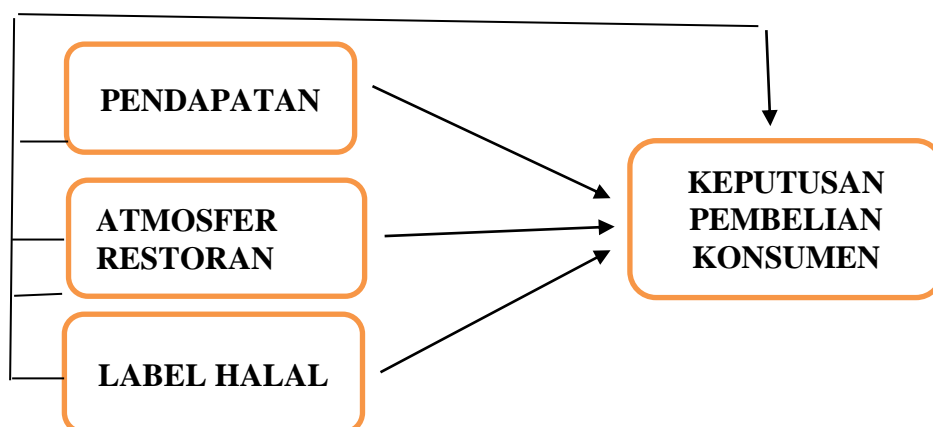 PENDAPATAN
ATMOSFER
RESTORAN
LABEL HALAL
KEPUTUSAN
PEMBELIAN
KONSUMEN